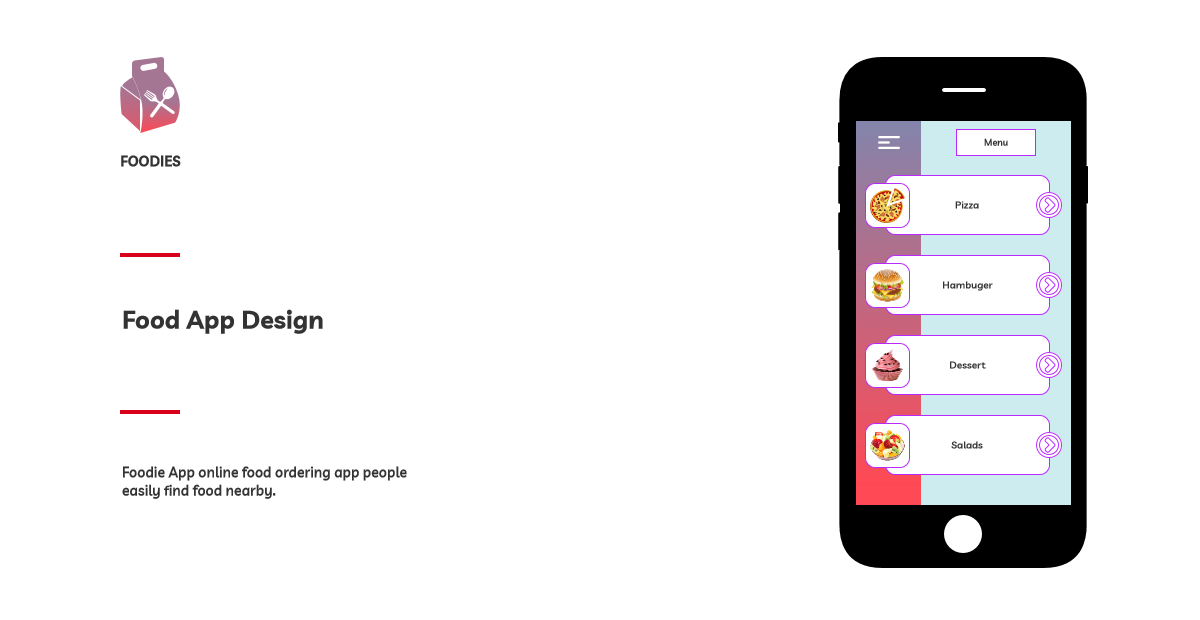 FOODIES
Food App Design
Foodie App online food ordering app people
easily find food nearby.
Menu
Pizza
Hambuger
Dessert
Salads